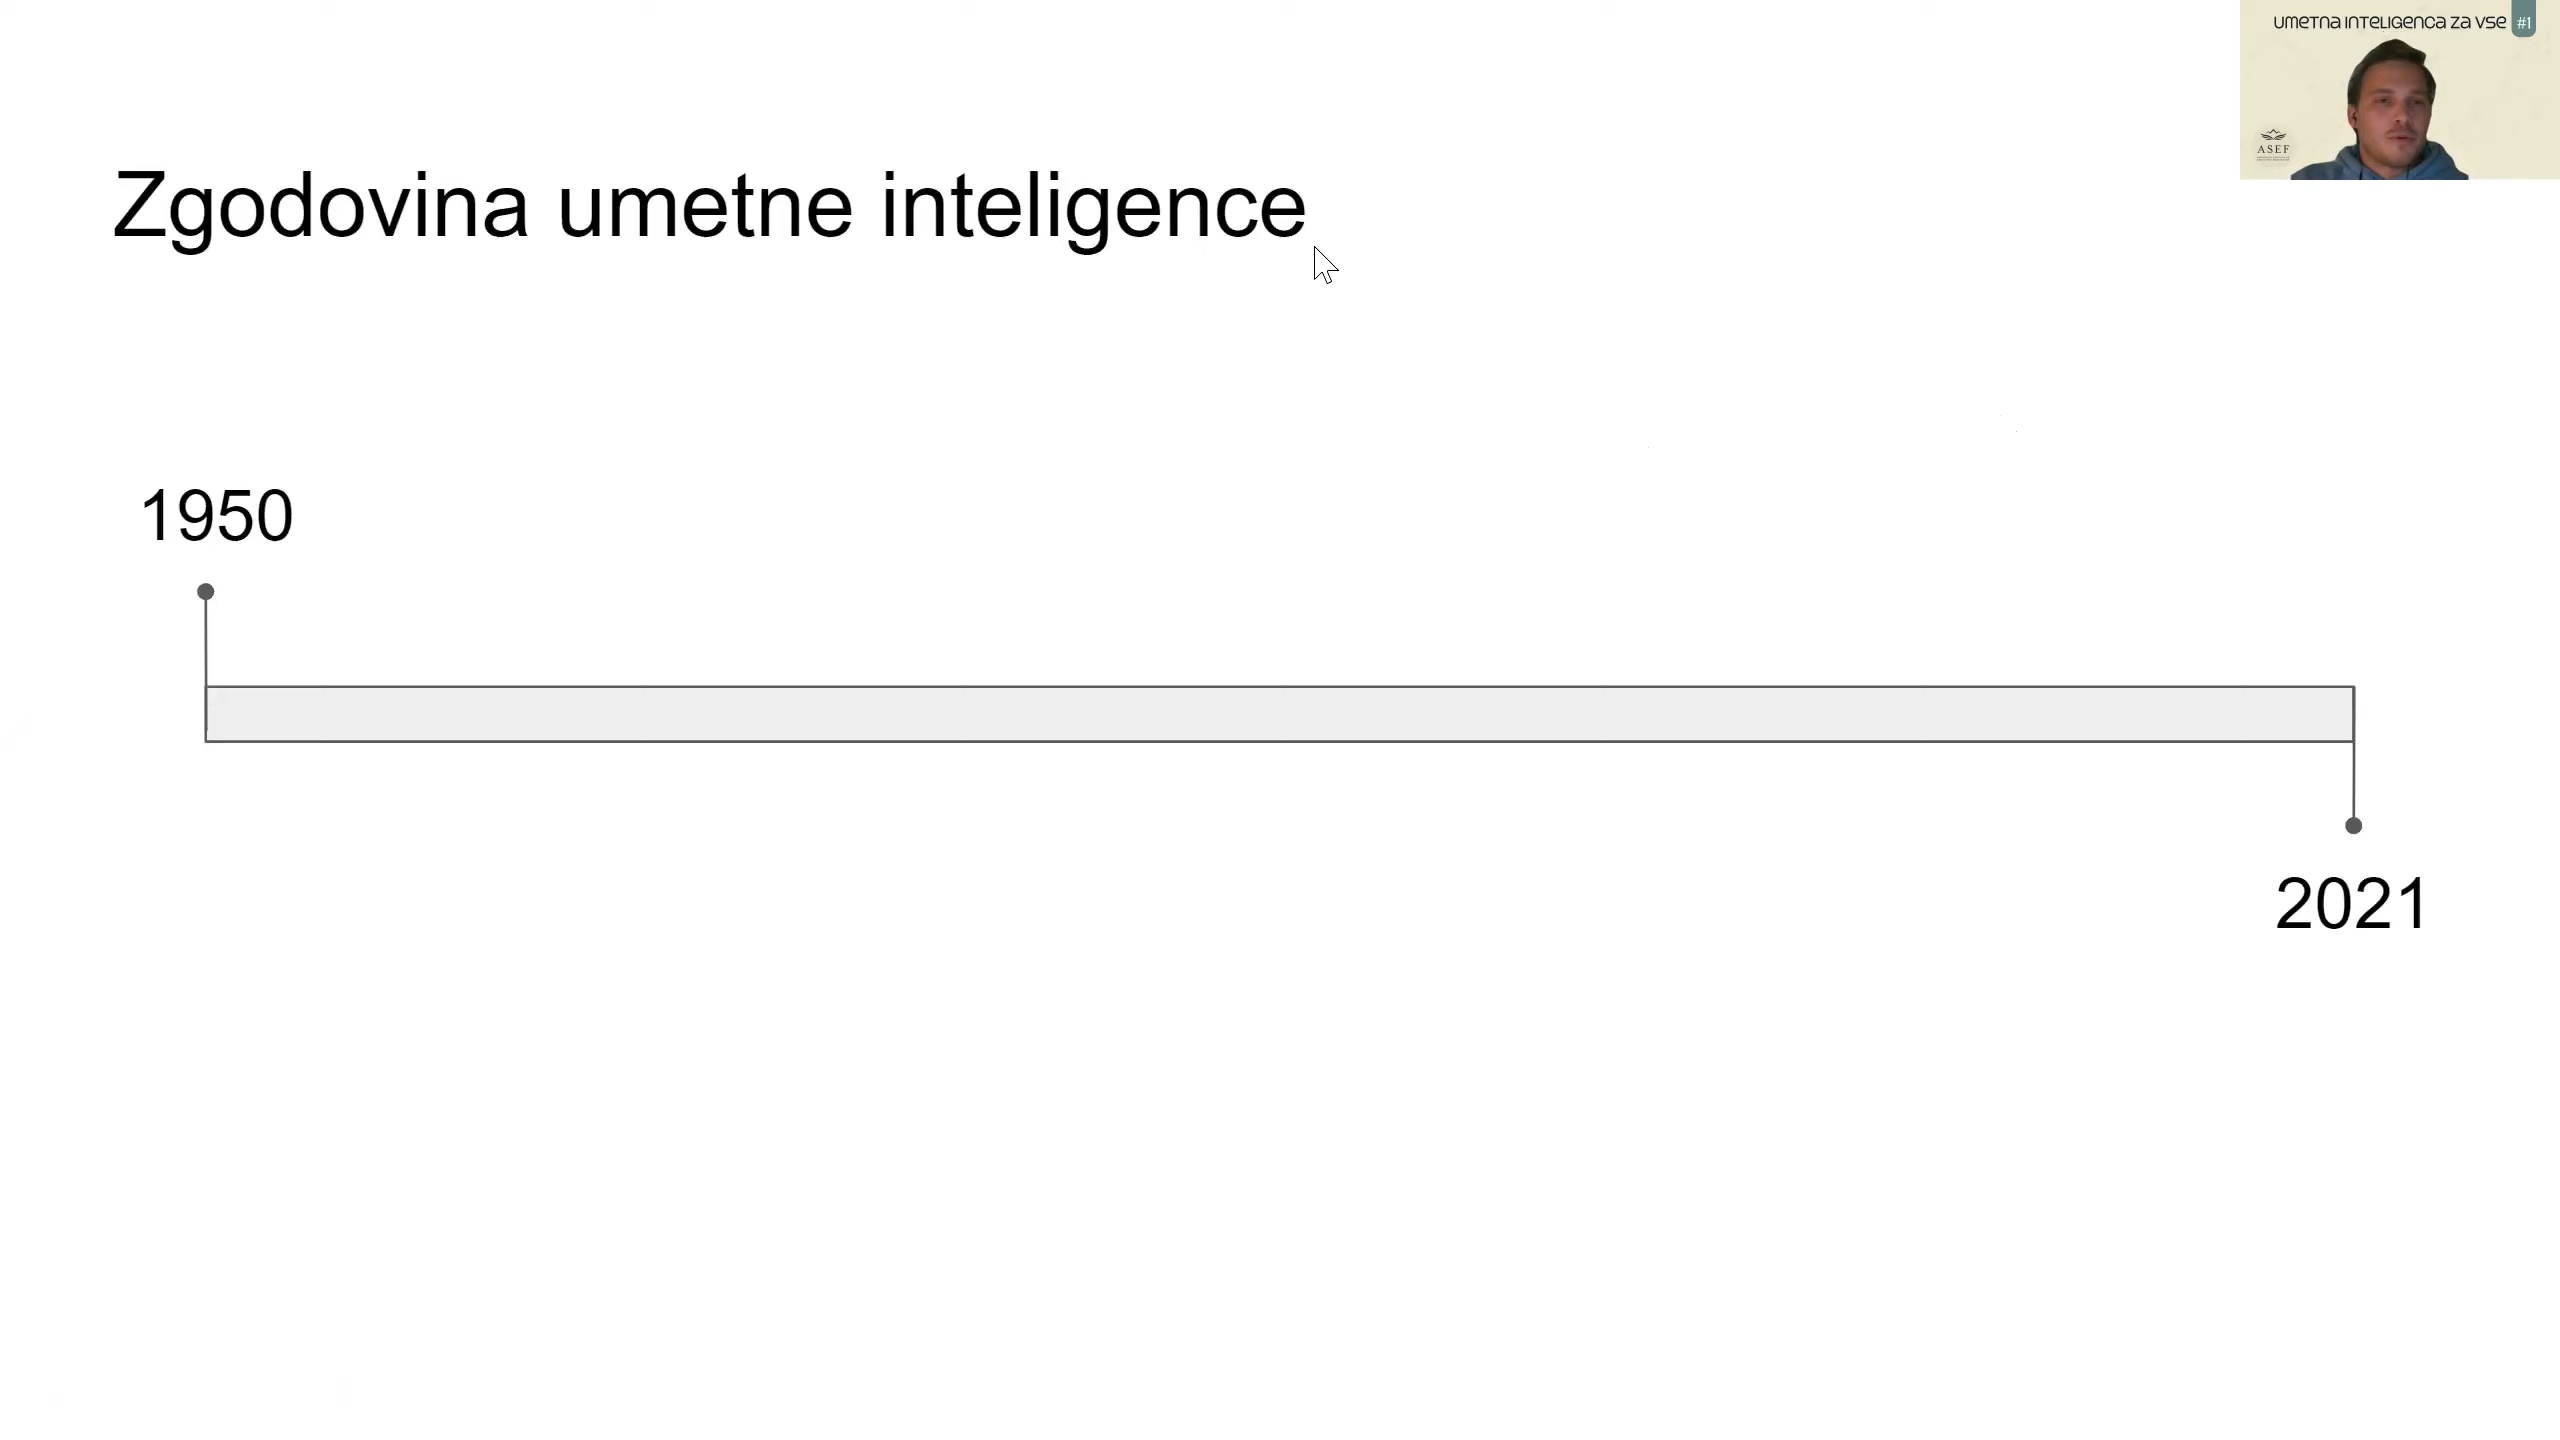 UMETNA INTELIGENCA ZA VSE #1
ASEF
Zgodovina umetne inteligence
1950
2021